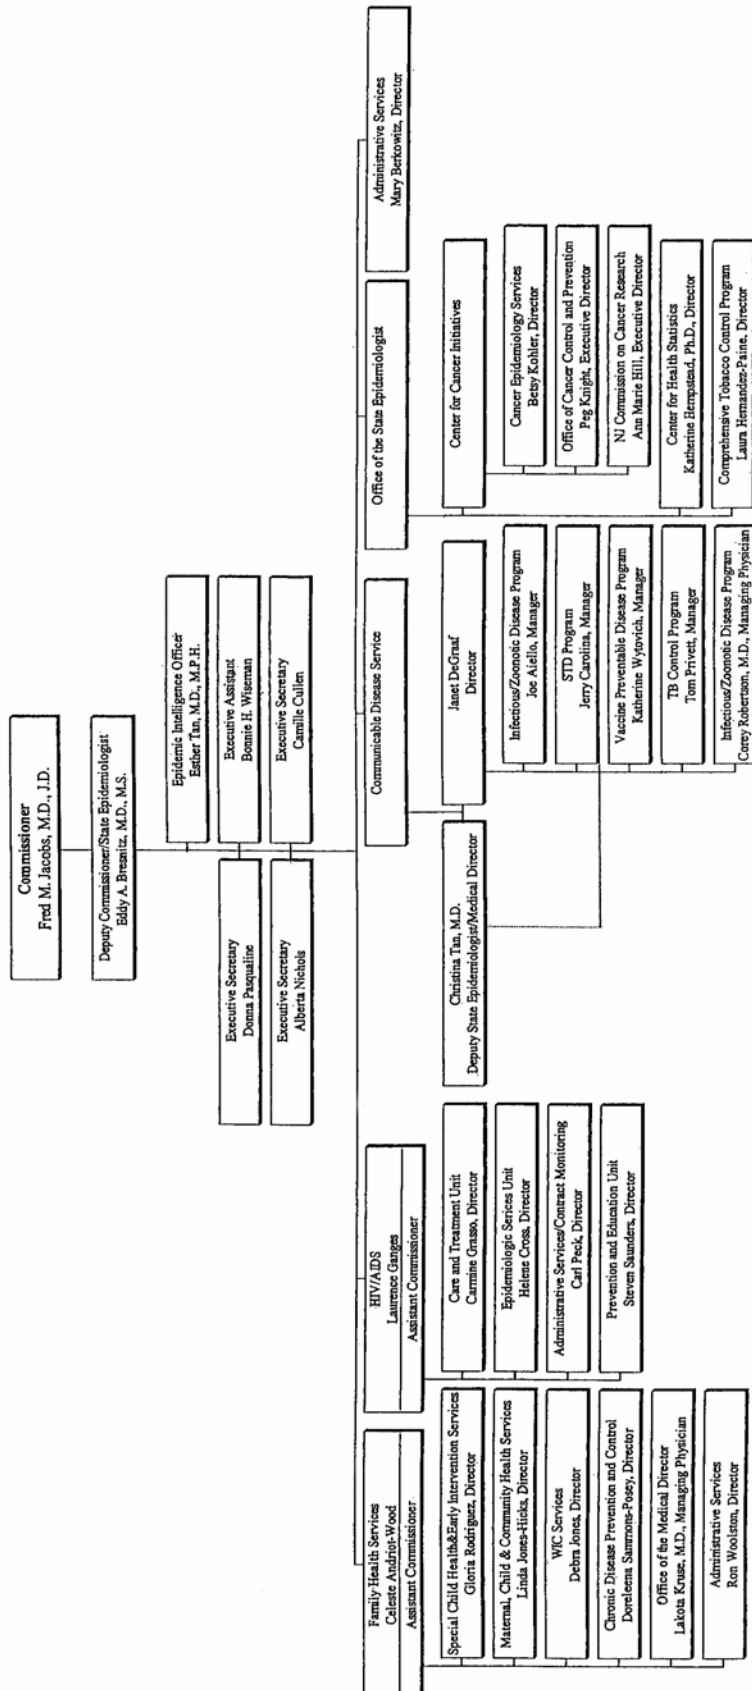 Commissioner
Fred M. Jacobs, M.D., J.D.
Deputy Commissioner/State Epidemiologist
Eddy A. Bresnitz, M.D., M.S.
Epidemic Intelligence Officer
Esther Tan, M.D., M.P.H.
Executive Secretary
Donna Pasqualine
Executive Assistant
Bonnie H. Wiseman
Executive Secretary
Alberta Nichols
Executive Secretary
Camille Cullen
Family Health Services
Celeste Andriot-Wood
Assistant Commissioner
Special Child Health&Early Intervention Services
Gloria Rodriguez, Director
Maternal, Child & Community Health Services
Linda Jones-Hicks, Director
WIC Services
Debra Jones, Director
Chronic Disease Prevention and Control
Doreleena Sammons-Posey, Director
Office of the Medical Director
Lakota Kruse, M.D., Managing Physician
Administrative Services
Ron Woolston, Director
HIV/AIDS
Laurence Ganges
Assistant Commissioner
Care and Treatment Unit
Carmine Grasso, Director
Epidemiologic Serices Unit
Helene Cross, Director
Administrative Services/Contract Monitoring
Carl Peck, Director
Prevention and Education Unit
Steven Saunders, Director
Communicable Disease Service
Christina Tan, M.D.
Deputy State Epidemiologist/Medical Director
Janet DeGraaf
Director
Infectious/Zoonotic Disease Program
Joe Aiello, Manager
STD Program
Jerry Carolina, Manager
Vaccine Preventable Disease Program
Katherine Wytovich, Manager
TB Control Program
Tom Privett, Manager
Infectious/Zoonotic Disease Program
Corey Robertson, M.D., Managing Physician
Office of the State Epidemiologist
Center for Cancer Initiatives
Cancer Epidemiology Services
Betsy Kohler, Director
Office of Cancer Control and Prevention
Peg Knight, Executive Director
NJ Commission on Cancer Research
Ann Marie Hill, Executive Director
Center for Health Statistics
Katherine Hempstead, Ph.D., Director
Comprehensive Tobacco Control Program
Laura Hernandez-Paine, Director
Administrative Services
Mary Berkowitz, Director